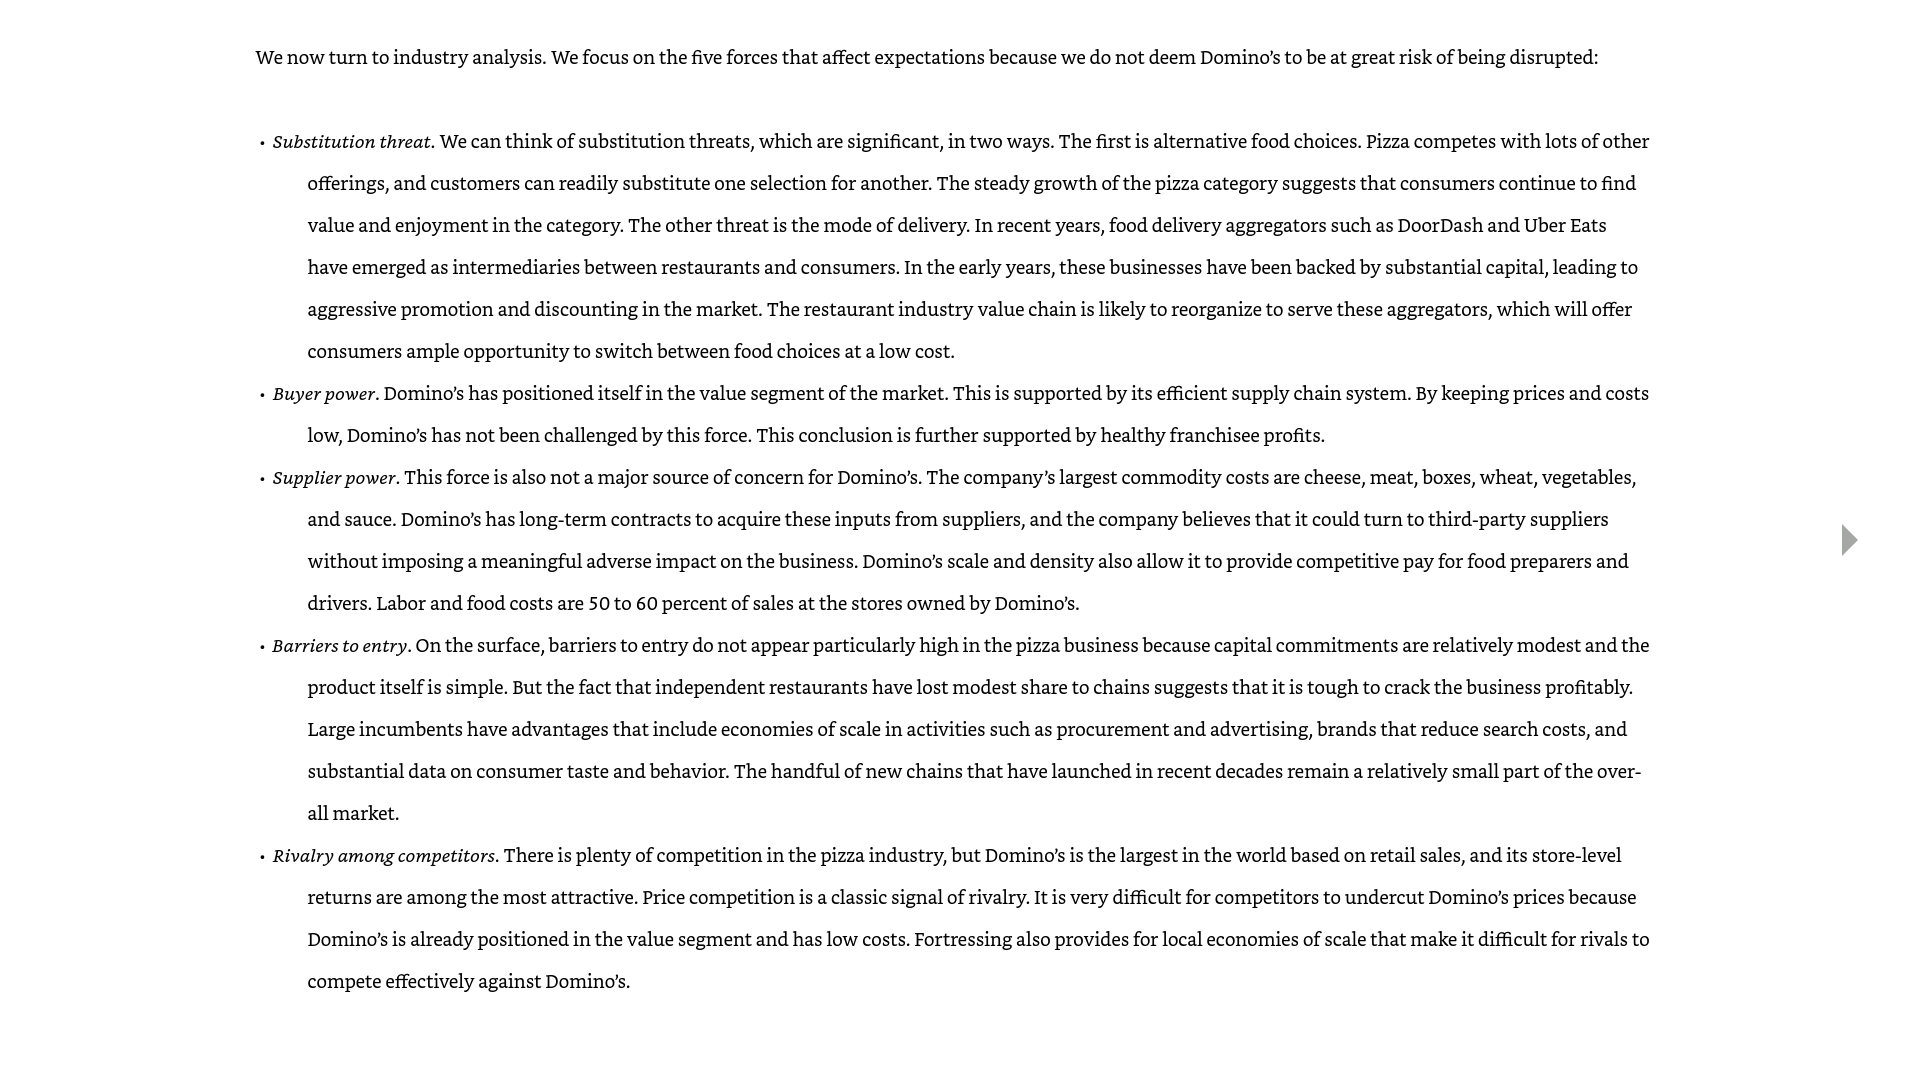 We now turn to industry analysis. We focus on the five forces that affect expectations because we do not deem Domino’s to be at great risk of being disrupted:
• Substitution threat. We can think of substitution threats, which are significant, in two ways. The first is alternative food choices. Pizza competes with lots of other
offerings, and customers can readily substitute one selection for another. The steady growth of the pizza category suggests that consumers continue to find
value and enjoyment in the category. The other threat is the mode of delivery. In recent years, food delivery aggregators such as DoorDash and Uber Eats
have emerged as intermediaries between restaurants and consumers. In the early years, these businesses have been backed by substantial capital, leading to
aggressive promotion and discounting in the market. The restaurant industry value chain is likely to reorganize to serve these aggregators, which will offer
consumers ample opportunity to switch between food choices at a low cost.
• Buyer power. Domino’s has positioned itself in the value segment of the market. This is supported by its efficient supply chain system. By keeping prices and costs
low, Domino’s has not been challenged by this force. This conclusion is further supported by healthy franchisee profits.
• Supplier power. This force is also not a major source of concern for Domino’s. The company’s largest commodity costs are cheese, meat, boxes, wheat, vegetables,
and sauce. Domino’s has long-term contracts to acquire these inputs from suppliers, and the company believes that it could turn to third-party suppliers
without imposing a meaningful adverse impact on the business. Domino’s scale and density also allow it to provide competitive pay for food preparers and
drivers. Labor and food costs are 50 to 60 percent of sales at the stores owned by Domino’s.
• Barriers to entry. On the surface, barriers to entry do not appear particularly high in the pizza business because capital commitments are relatively modest and the
product itself is simple. But the fact that independent restaurants have lost modest share to chains suggests that it is tough to crack the business profitably.
Large incumbents have advantages that include economies of scale in activities such as procurement and advertising, brands that reduce search costs, and
substantial data on consumer taste and behavior. The handful of new chains that have launched in recent decades remain a relatively small part of the over-
all market.
• Rivalry among competitors. There is plenty of competition in the pizza industry, but Domino’s is the largest in the world based on retail sales, and its store-level
returns are among the most attractive. Price competition is a classic signal of rivalry. It is very difficult for competitors to undercut Domino’s prices because
Domino’s is already positioned in the value segment and has low costs. Fortressing also provides for local economies of scale that make it difficult for rivals to
compete effectively against Domino’s.